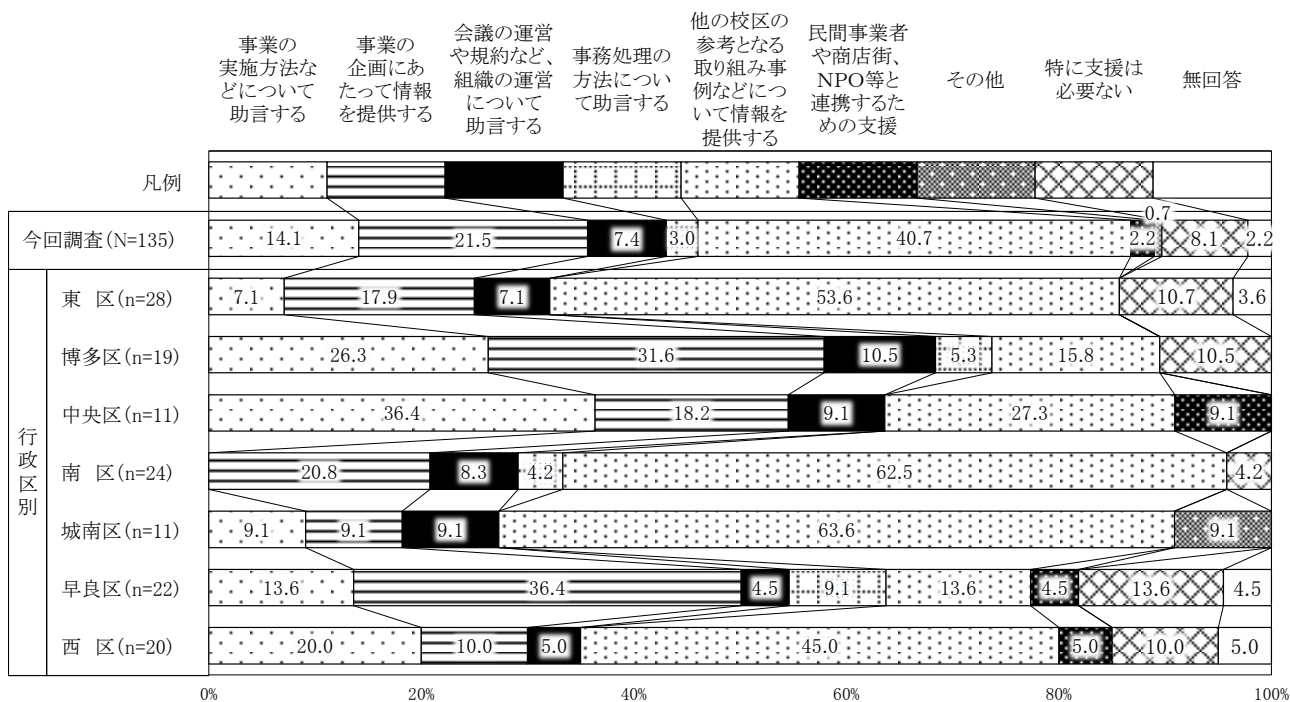 事業の
実施方法な
どについて
助言する
事業の
企画にあ
たって情報
を提供する
会議の運営
や規約など、
組織の運営
について
助言する
事務処理の
方法につい
て助言する
他の校区の
参考となる
取り組み事
例などにつ
いて情報を
提供する
民間事業者
や商店街、
NPO等と
連携するた
めの支援
その他
特に支援は
必要ない
無回答
凡例
0.7
今回調査(N=135) 14.1 21.5 7.4 3.0 40.7 2.2 8.1 2.2
行政区別
東 区(n=28) 7.1 17.9 7.1 53.6 10.7 3.6
博多区(n=19) 26.3 31.6 10.5 5.3 15.8 10.5
中央区(n=11) 36.4 18.2 9.1 27.3 9.1
南 区(n=24) 20.8 8.3 4.2 62.5 4.2
城南区(n=11) 9.1 9.1 9.1 63.6 9.1
早良区(n=22) 13.6 36.4 4.5 9.1 13.6 4.5 13.6 4.5
西 区(n=20) 20.0 10.0 5.0 45.0 5.0 10.0 5.0
0% 20% 40% 60% 80% 100%